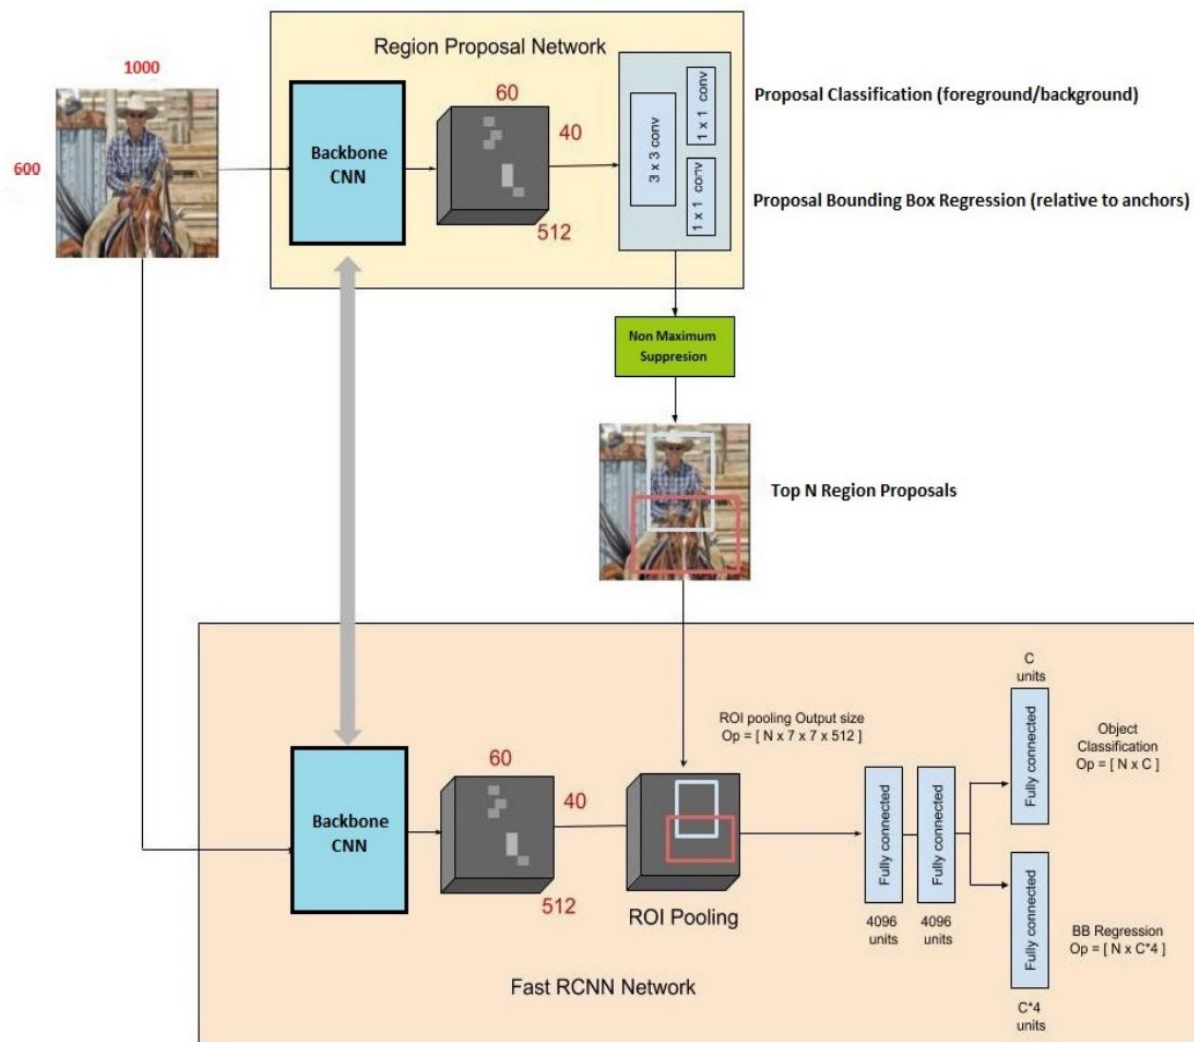 Region Proposal Network
1000
600
Backbone
CNN
60
40
512
3 x 3 conv
1 x 1 conv
1 x 1 conv
Proposal Classification (foreground/background)
Proposal Bounding Box Regression (relative to anchors)
Non Maximum
Suppresion
Top N Region Proposals
Backbone
CNN
60
40
512
ROI pooling Output size
Op = [ N x 7 x 7 x 512 ]
ROI Pooling
Fully connected
4096
units
Fully connected
4096
units
C
units
Fully connected
Object
Classification
Op = [ N x C ]
Fully connected
C*4
units
BB Regression
Op = [ N x C*4 ]
Fast RCNN Network